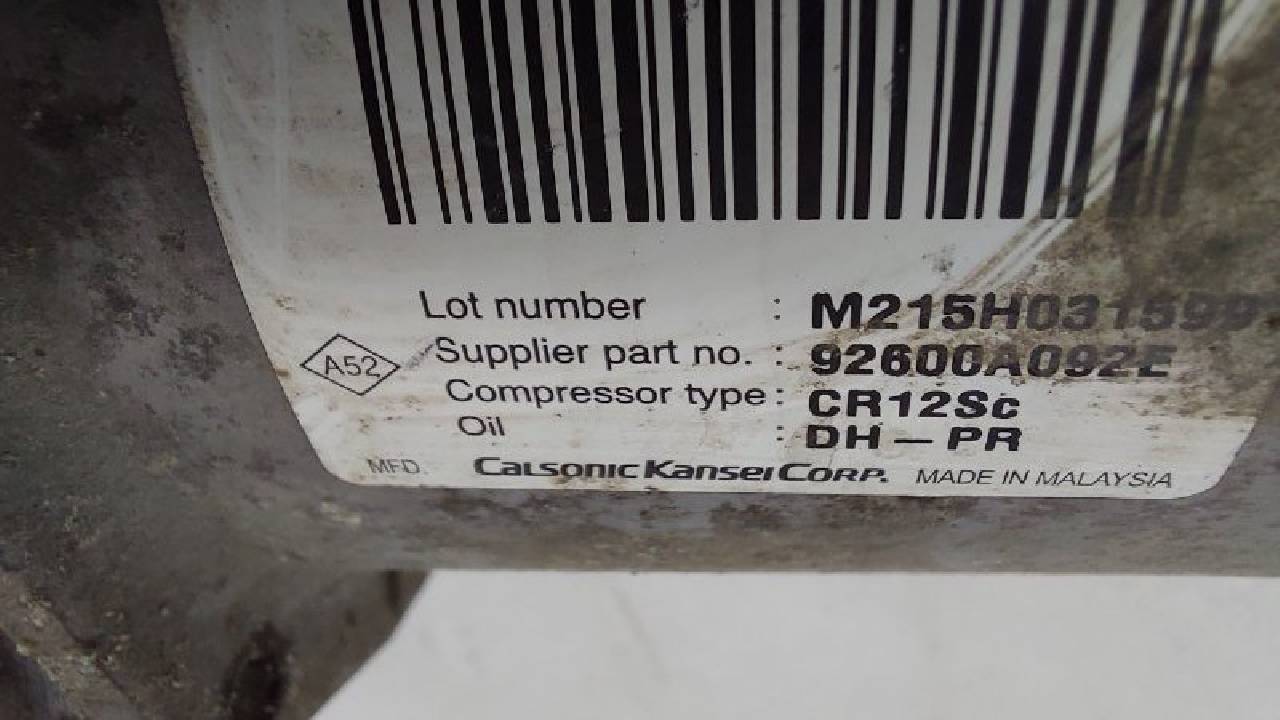 Lot number : M215H031599
A52
Supplier part no. : 92600A092E
Compressor type : CR12Sc
Oil : DH-PR
MFD. CALSONIC KANSEI CORP. MADE IN MALAYSIA